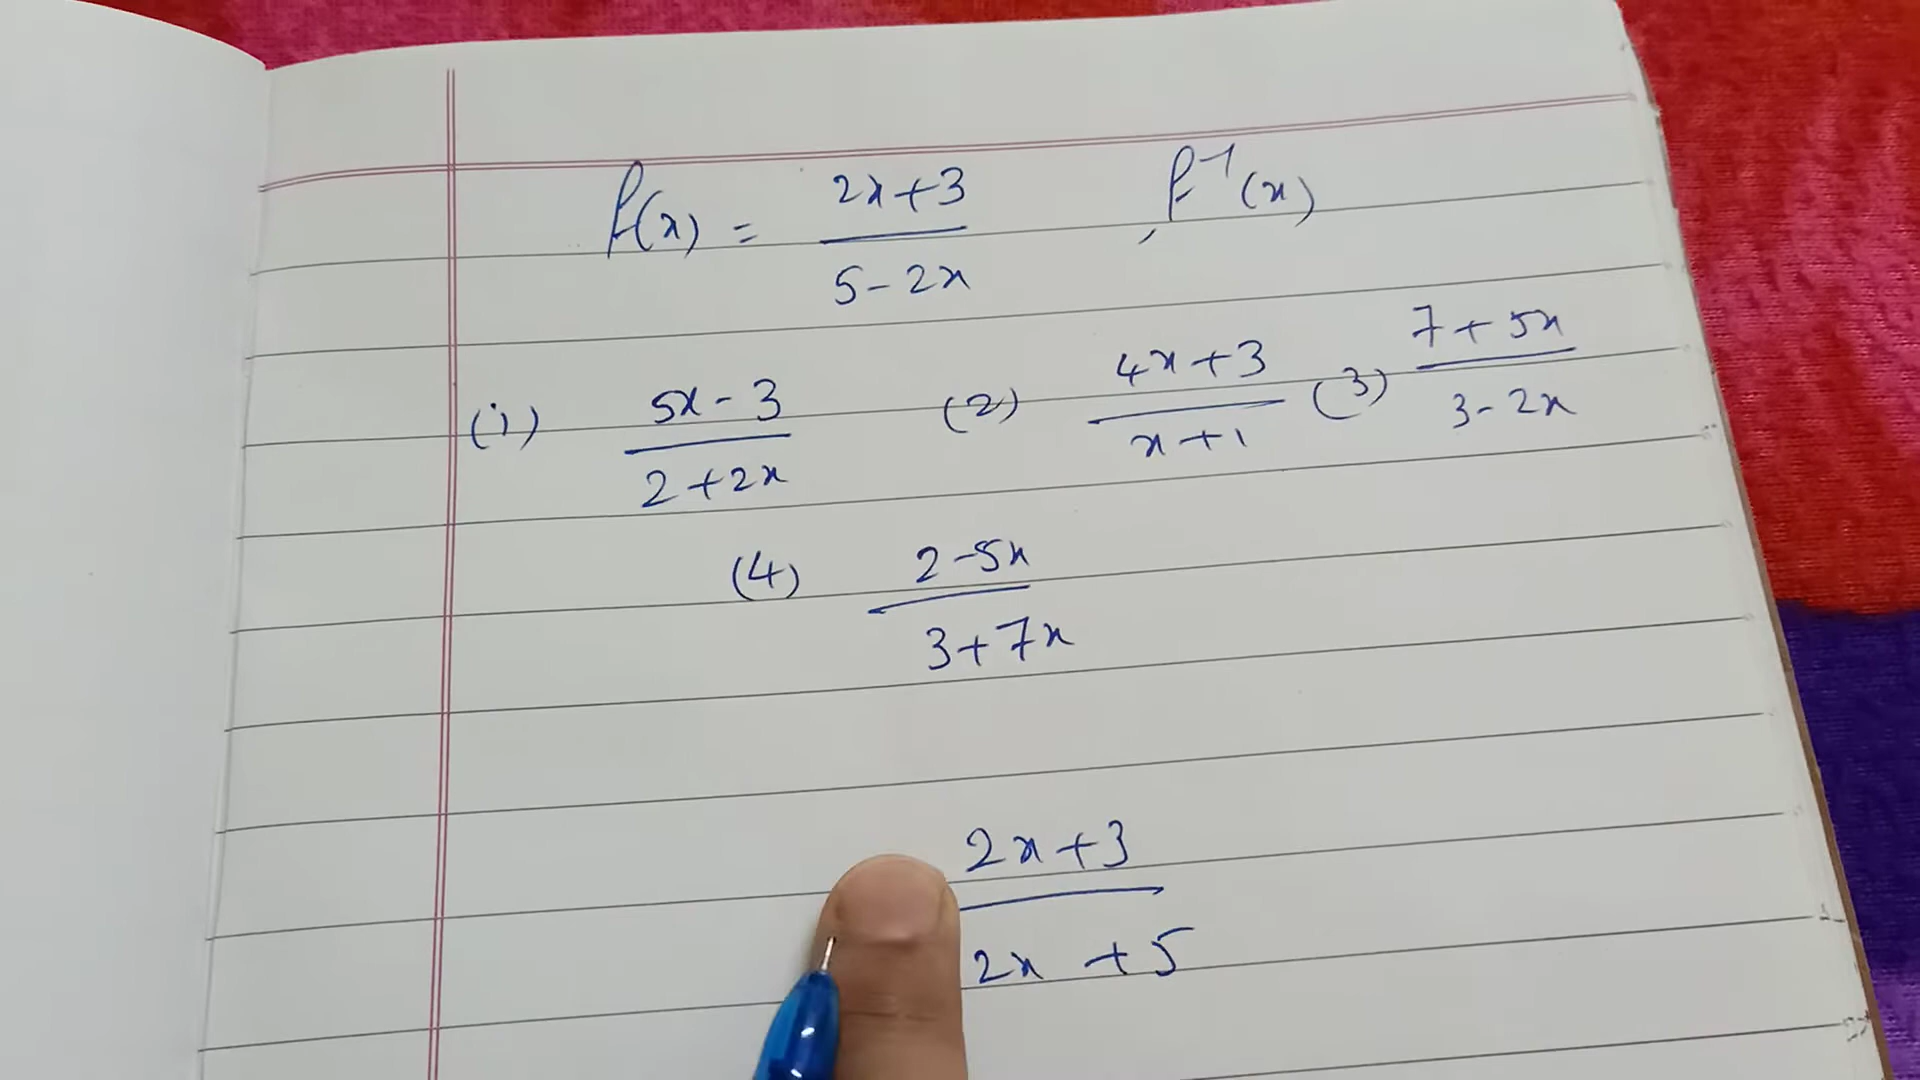 f(x) = 2x+3 / 5-2x , f⁻¹(x)
(1) 5x-3 / 2+2x (2) 4x+3 / x+1 (3) 7+5x / 3-2x
(4) 2-5x / 3+7x
2x+3 / 2x+5